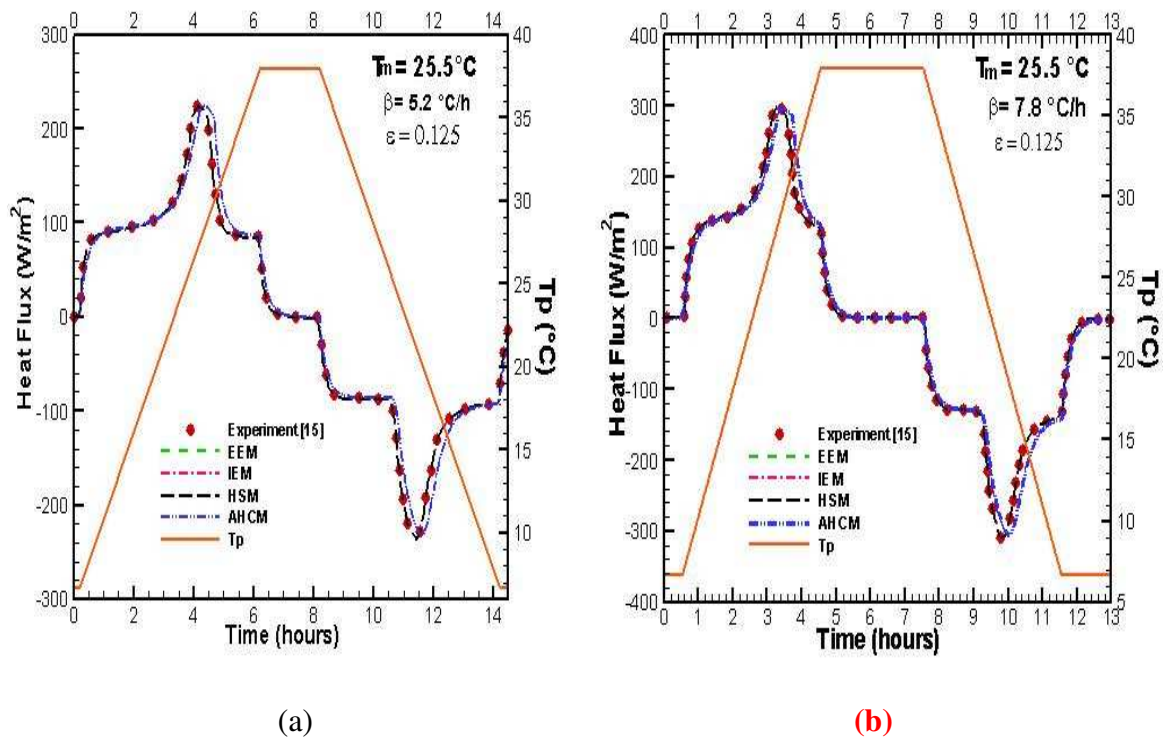 0 2 4 6 8 10 12 14
300 200 100 0 -100 -200 -300
Heat Flux (W/m²)
Tm = 25.5°C
β= 5.2 °C/h
ε = 0.125
Experiment[15]
EEM
IEM
HSM
AHCM
Tp
40 35 30 25 20 15 10
Tp (°C)
0 2 4 6 8 10 12 14
Time (hours)
(a)
0 1 2 3 4 5 6 7 8 9 10 11 12 13
400 300 200 100 0 -100 -200 -300 -400
Heat Flux (W/m²)
Tm = 25.5 °C
β= 7.8 °C/h
ε = 0.125
Experiment[15]
EEM
IEM
HSM
AHCM
Tp
40 35 30 25 20 15 10 5
Tp (°C)
0 1 2 3 4 5 6 7 8 9 10 11 12 13
Time (hours)
(b)